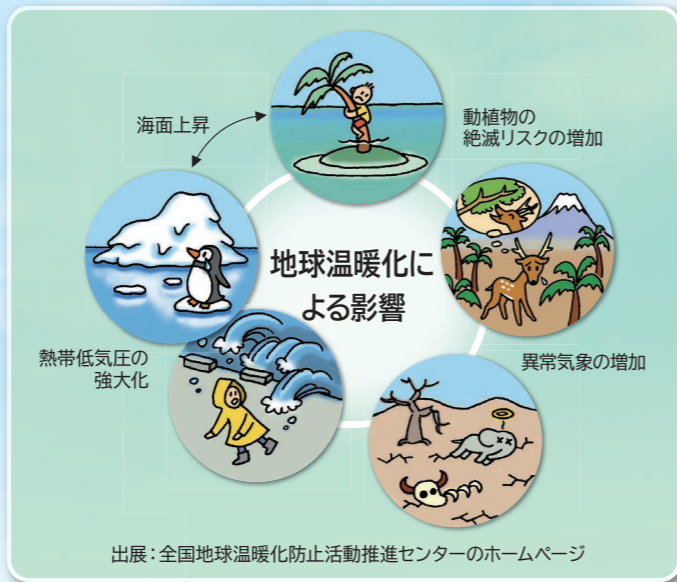 海面上昇
動植物の
絶滅リスクの増加
地球温暖化に
よる影響
熱帯低気圧の
強大化
異常気象の増加
出展：全国地球温暖化防止活動推進センターのホームページ